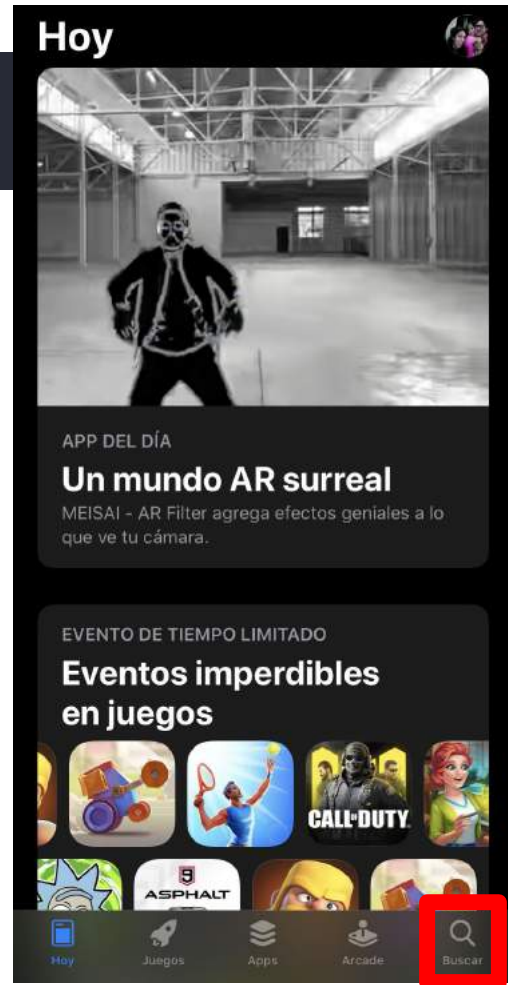 Hoy
APP DEL DÍA
Un mundo AR surreal
MEISAI - AR Filter agrega efectos geniales a lo
que ve tu cámara.
EVENTO DE TIEMPO LIMITADO
Eventos imperdibles
en juegos
CALL·DUTY
9
ASPHALT
Hoy Juegos Apps Arcade Buscar